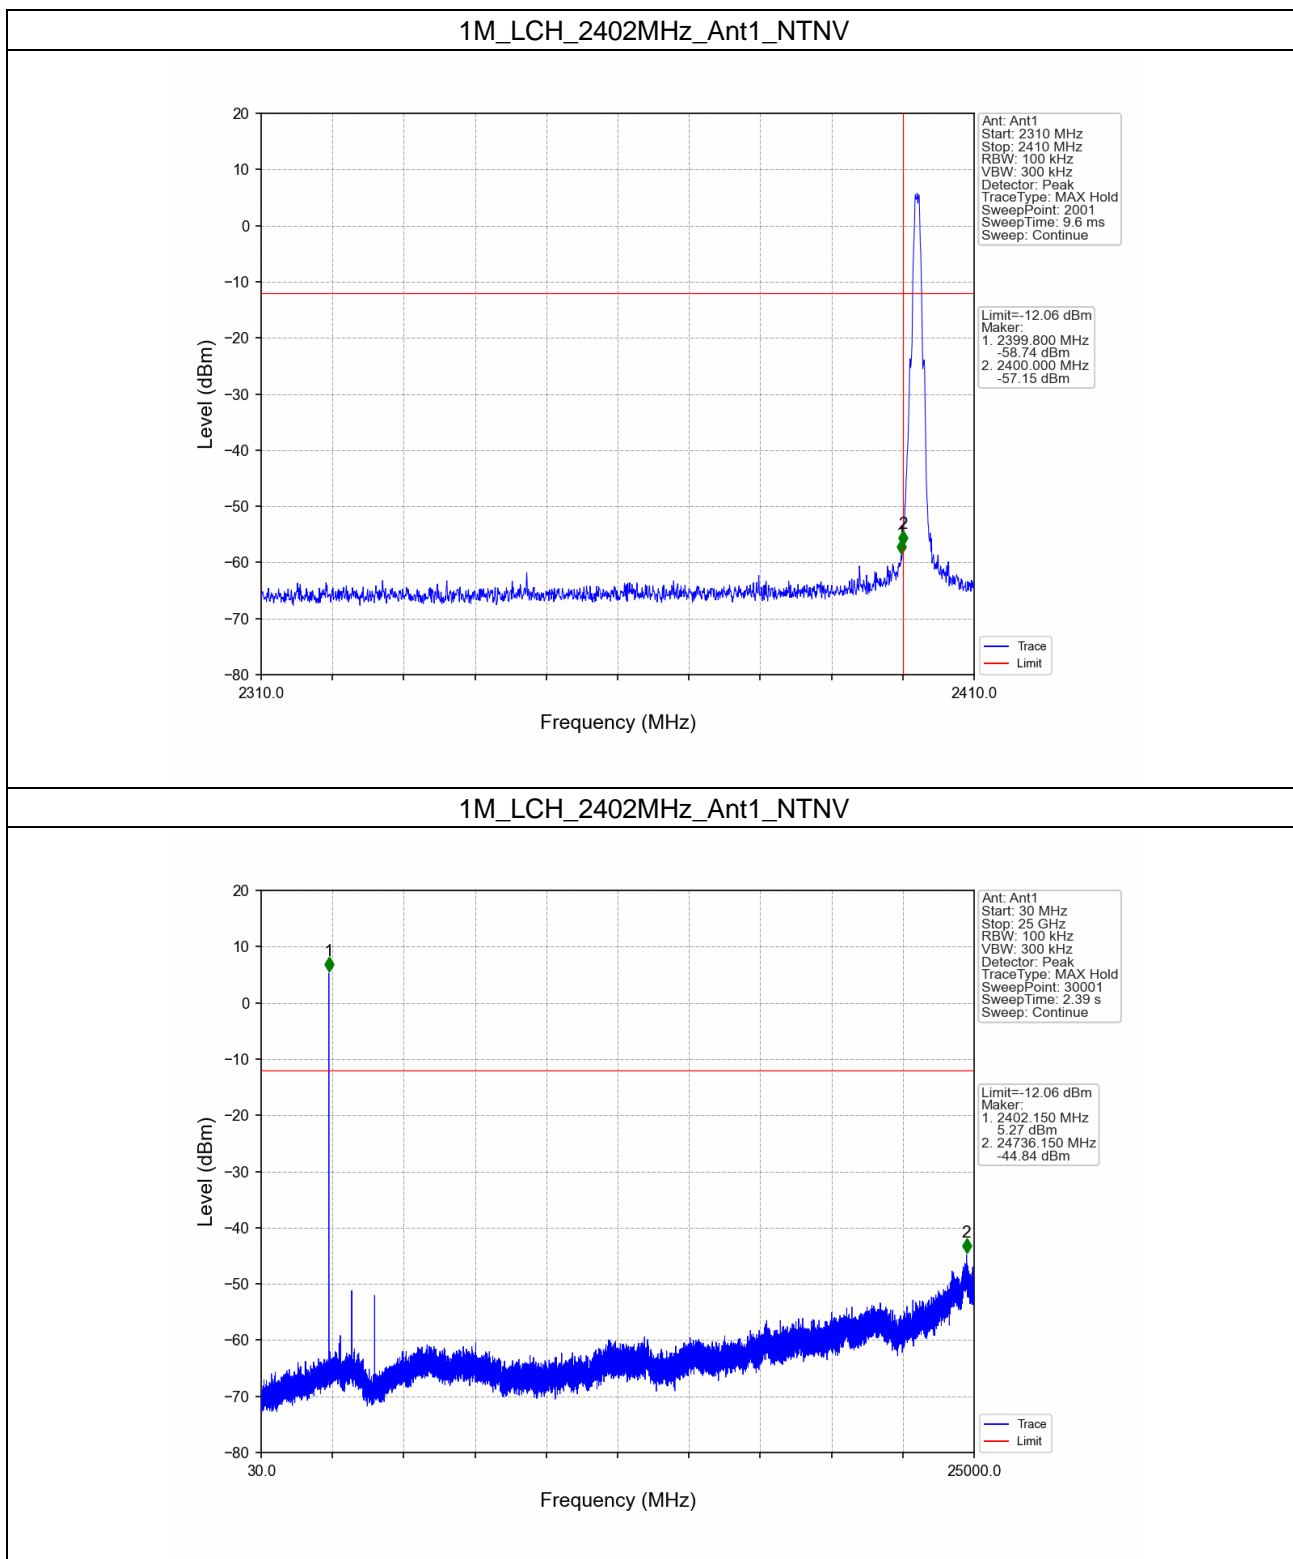 1M_LCH_2402MHz_Ant1_NTNV
20
10
0
−10
−20
−30
−40
−50
−60
−70
−80
Level (dBm)
2310.0
2410.0
Frequency (MHz)
2
Ant: Ant1
Start: 2310 MHz
Stop: 2410 MHz
RBW: 100 kHz
VBW: 300 kHz
Detector: Peak
TraceType: MAX Hold
SweepPoint: 2001
SweepTime: 9.6 ms
Sweep: Continue
Limit=-12.06 dBm
Maker:
1. 2399.800 MHz
-58.74 dBm
2. 2400.000 MHz
-57.15 dBm
Trace
Limit
1M_LCH_2402MHz_Ant1_NTNV
20
10
0
−10
−20
−30
−40
−50
−60
−70
−80
Level (dBm)
30.0
25000.0
Frequency (MHz)
1
2
Ant: Ant1
Start: 30 MHz
Stop: 25 GHz
RBW: 100 kHz
VBW: 300 kHz
Detector: Peak
TraceType: MAX Hold
SweepPoint: 30001
SweepTime: 2.39 s
Sweep: Continue
Limit=-12.06 dBm
Maker:
1. 2402.150 MHz
5.27 dBm
2. 24736.150 MHz
-44.84 dBm
Trace
Limit